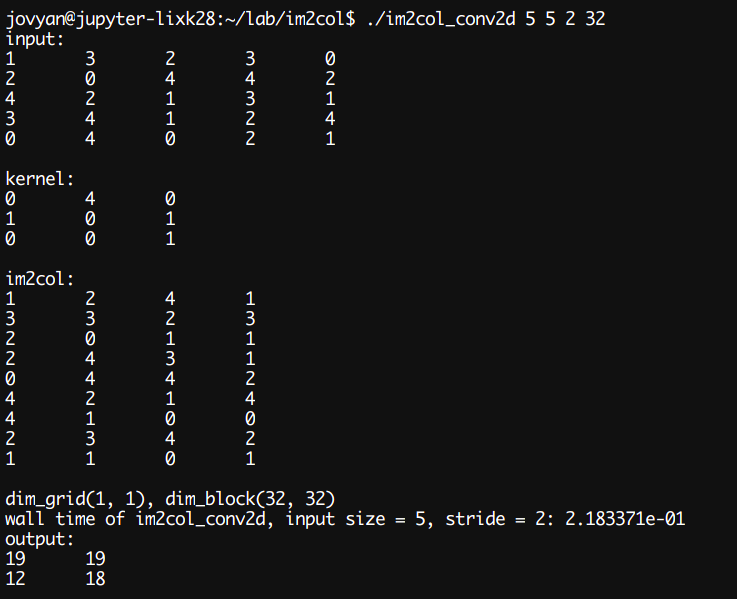 jovyan@jupyter-lixk28:~/lab/im2col$ ./im2col_conv2d 5 5 2 32
input:
1 3 2 3 0
2 0 4 4 2
4 2 1 3 1
3 4 1 2 4
0 4 0 2 1
kernel:
0 4 0
1 0 1
0 0 1
im2col:
1 2 4 1
3 3 2 3
2 0 1 1
2 4 3 1
0 4 4 2
4 2 1 4
4 1 0 0
2 3 4 2
1 1 0 1
dim_grid(1, 1), dim_block(32, 32)
wall time of im2col_conv2d, input size = 5, stride = 2: 2.183371e-01
output:
19 19
12 18